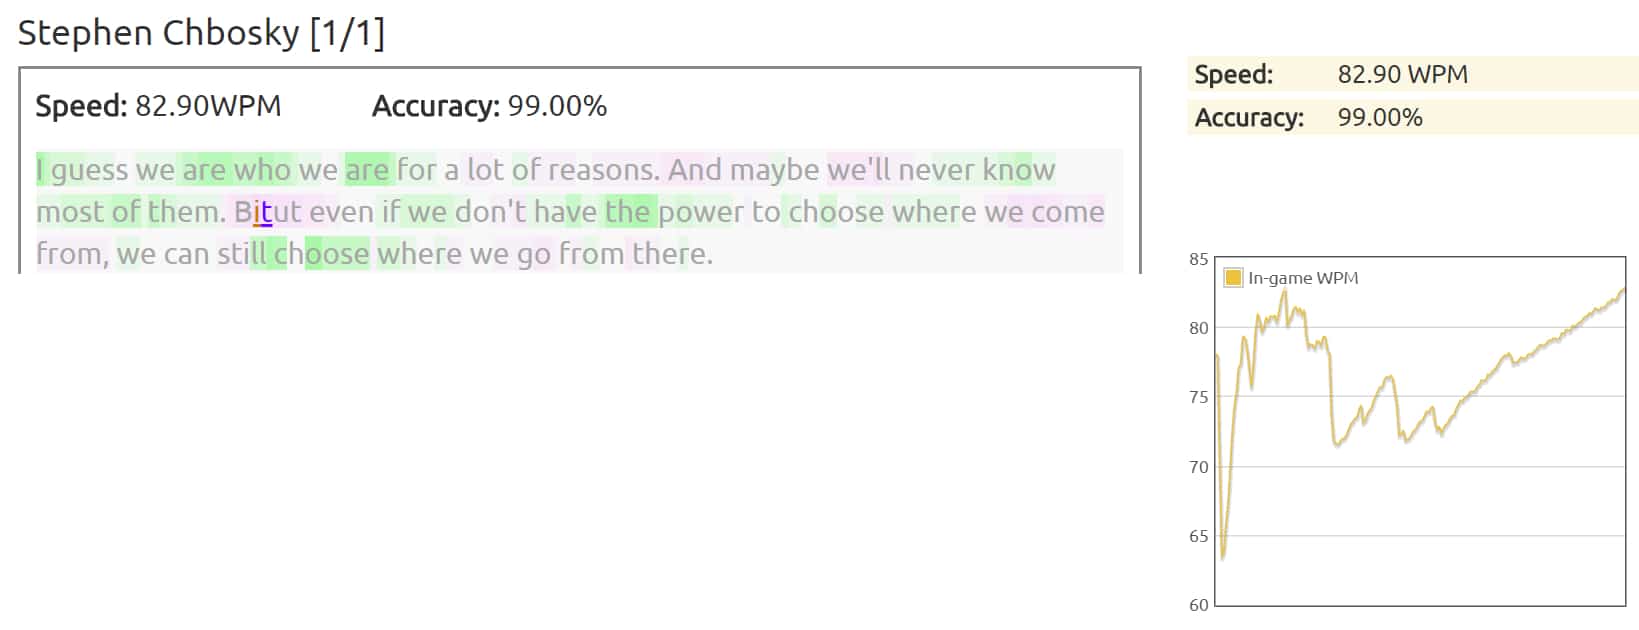 Stephen Chbosky [1/1]
Speed: 82.90WPM Accuracy: 99.00%
I guess we are who we are for a lot of reasons. And maybe we'll never know
most of them. Bitut even if we don't have the power to choose where we come
from, we can still choose where we go from there.
Speed: 82.90 WPM
Accuracy: 99.00%
85
In-game WPM
80
75
70
65
60